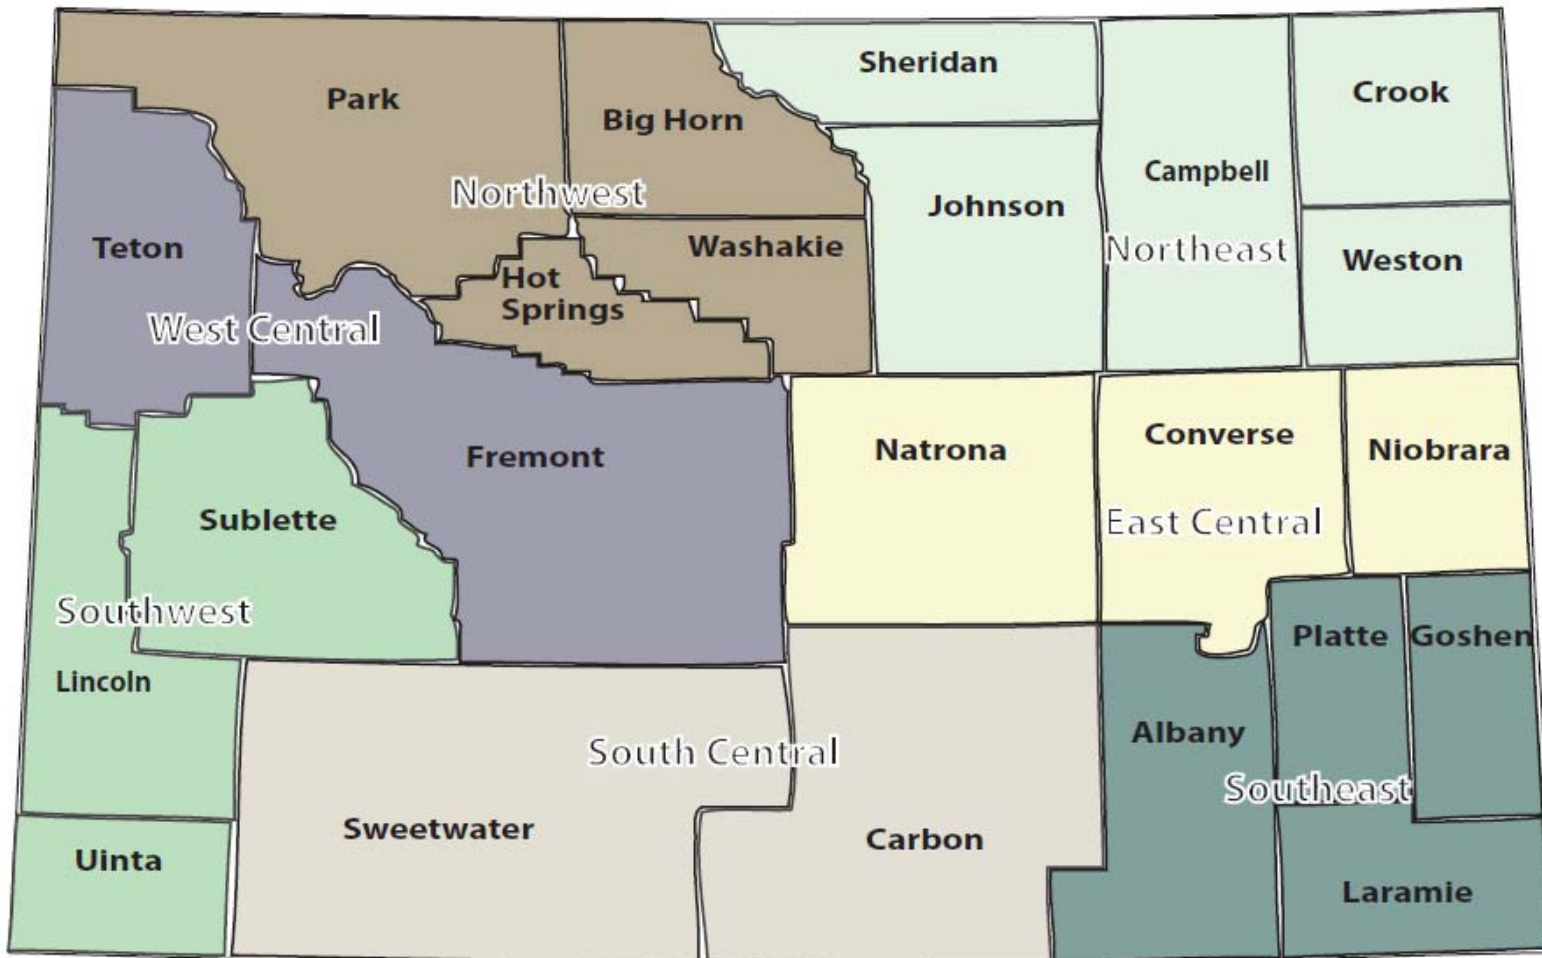 Sheridan
Crook
Park
Big Horn
Campbell
Northwest
Johnson
Teton
Washakie
Northeast
Weston
Hot
Springs
West Central
Converse
Natrona
Niobrara
Fremont
Sublette
East Central
Southwest
Platte
Goshen
Lincoln
Albany
South Central
Southeast
Sweetwater
Carbon
Uinta
Laramie